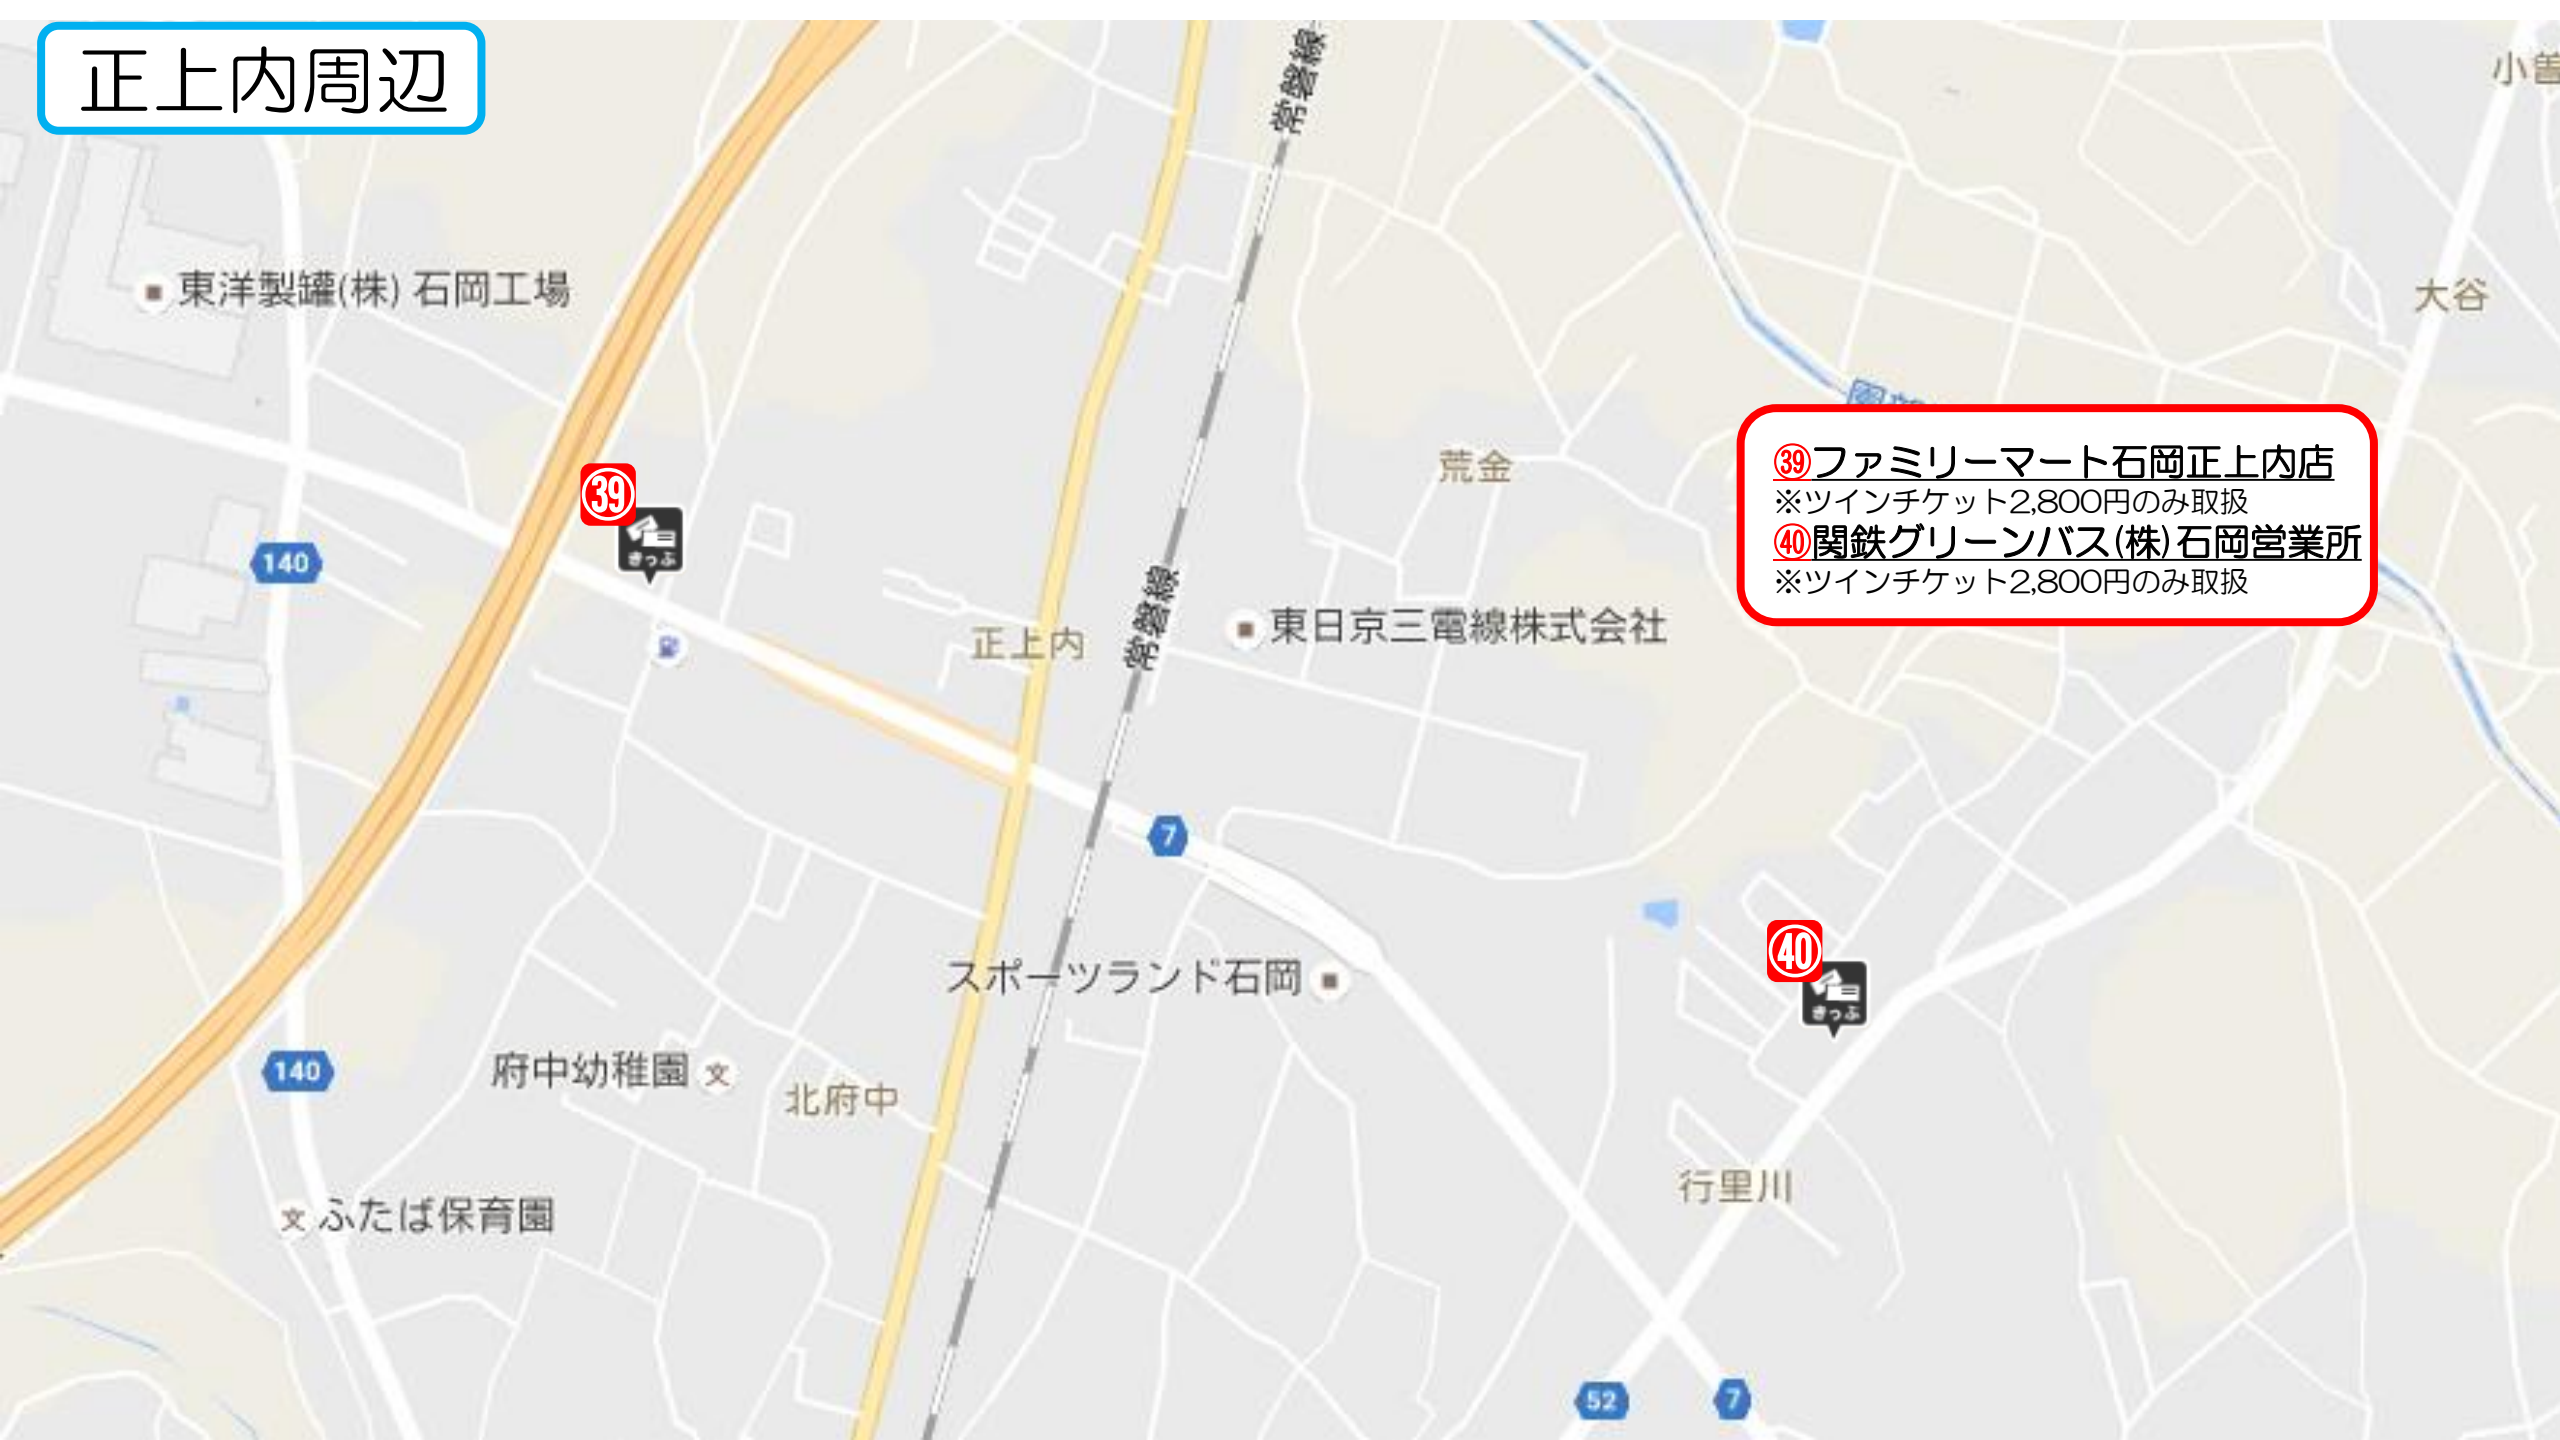 正上内周辺
常磐線
小曽
東洋製罐(株) 石岡工場
大谷
㊴ファミリーマート石岡正上内店
※ツインチケット2,800円のみ取扱
㊵関鉄グリーンバス(株)石岡営業所
※ツインチケット2,800円のみ取扱
荒金
㊴
きっぷ
140
常磐線
正上内
東日京三電線株式会社
7
㊵
きっぷ
スポーツランド石岡
140
府中幼稚園 文
北府中
行里川
文 ふたば保育園
52
7